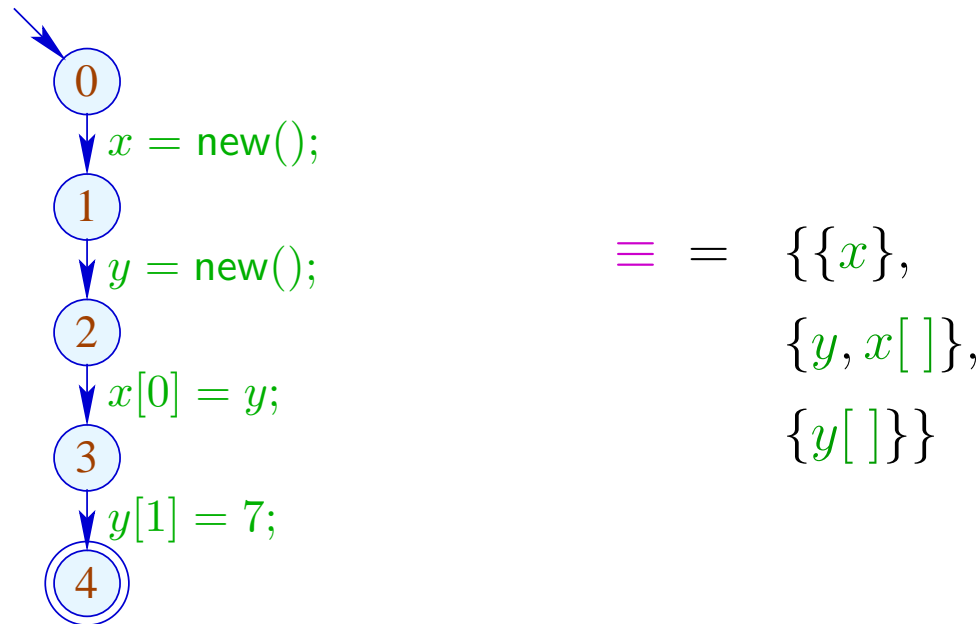 0
x = new();
1
y = new();
2
x[0] = y;
3
y[1] = 7;
4
≡ = {{x},
{y, x[ ]},
{y[ ]}}